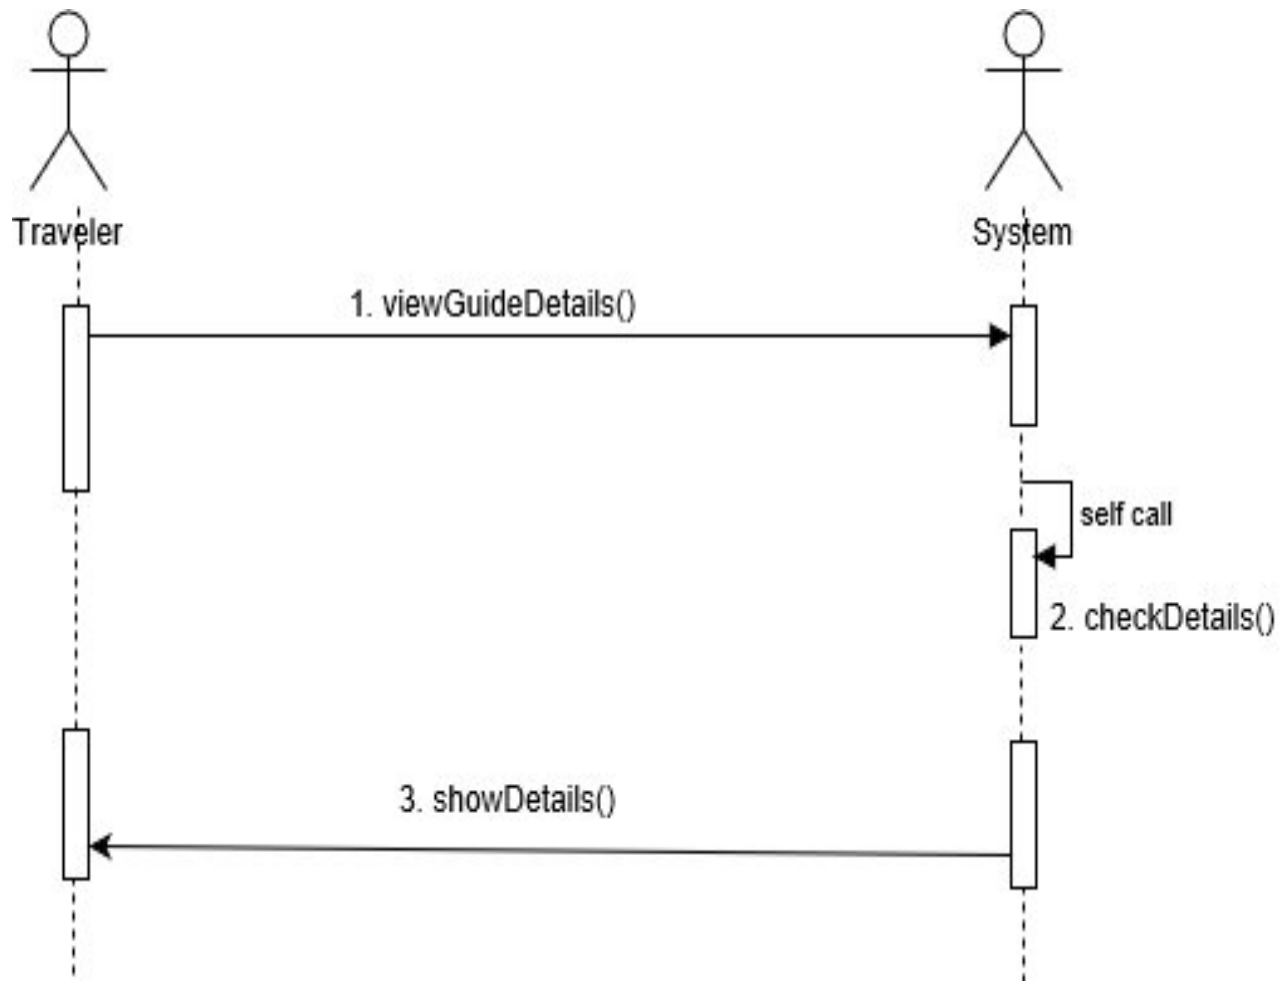 Traveler
System
1. viewGuideDetails()
self call
2. checkDetails()
3. showDetails()